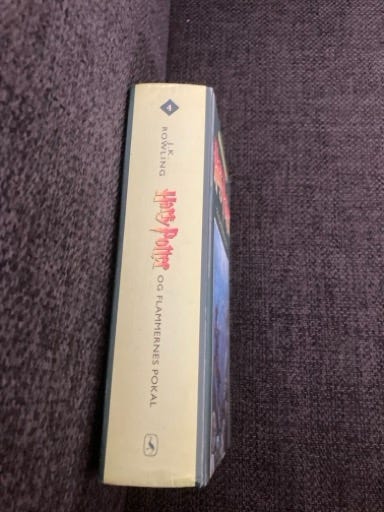 4
J.K.
ROWLING
Harry Potter
OG FLAMMERNES POKAL